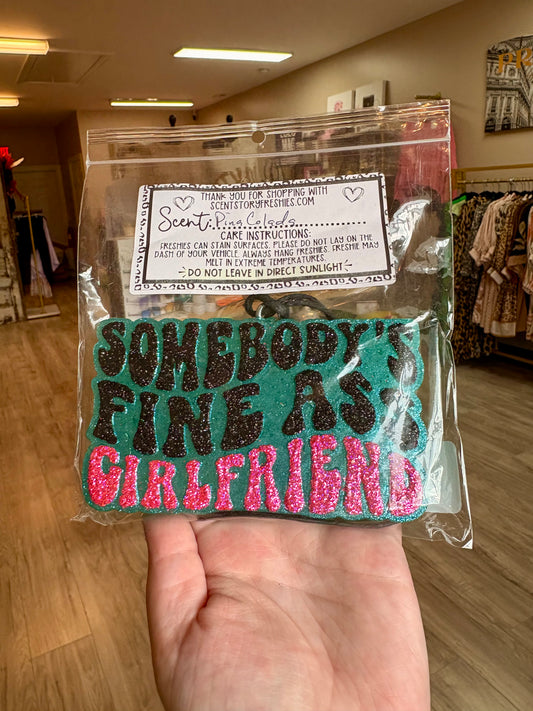 THANK YOU FOR SHOPPING WITH
SCENTSTORYFRESHIES.COM
Scent: Pina Colada
CARE INSTRUCTIONS:
FRESHIES CAN STAIN SURFACES. PLEASE DO NOT LAY ON THE
DASH OF YOUR VEHICLE. ALWAYS HANG FRESHIES. FRESHIE MAY
MELT IN EXTREME TEMPERATURES.
DO NOT LEAVE IN DIRECT SUNLIGHT
SOMEBODY'S
FINE ASS
GIRLFRIEND